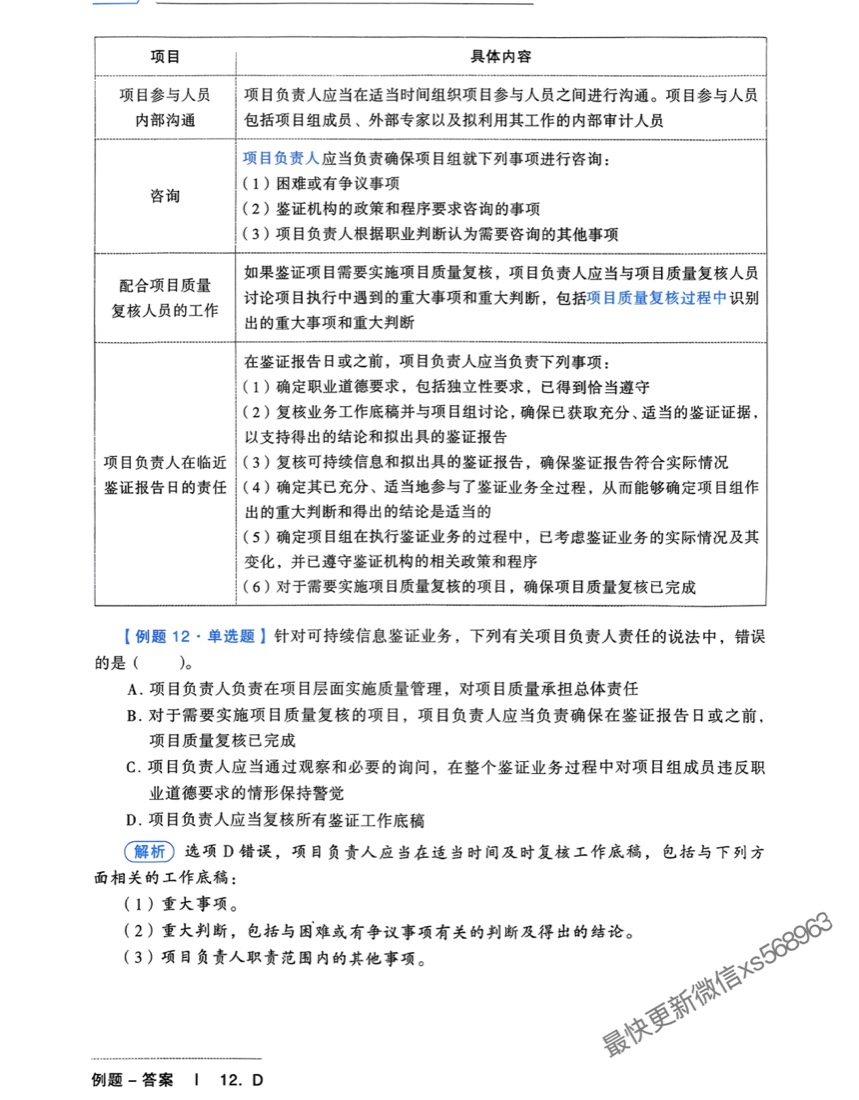 项目
具体内容
项目参与人员
内部沟通
项目负责人应当在适当时间组织项目参与人员之间进行沟通。项目参与人员
包括项目组成员、外部专家以及拟利用其工作的内部审计人员
咨询
项目负责人应当负责确保项目组就下列事项进行咨询：
（1）困难或有争议事项
（2）鉴证机构的政策和程序要求咨询的事项
（3）项目负责人根据职业判断认为需要咨询的其他事项
配合项目质量
复核人员的工作
如果鉴证项目需要实施项目质量复核，项目负责人应当与项目质量复核人员
讨论项目执行中遇到的重大事项和重大判断，包括项目质量复核过程中识别
出的重大事项和重大判断
项目负责人在临近
鉴证报告日的责任
在鉴证报告日或之前，项目负责人应当负责下列事项：
（1）确定职业道德要求，包括独立性要求，已得到恰当遵守
（2）复核业务工作底稿并与项目组讨论，确保已获取充分、适当的鉴证证据，
以支持得出的结论和拟出具的鉴证报告
（3）复核可持续信息和拟出具的鉴证报告，确保鉴证报告符合实际情况
（4）确定其已充分、适当地参与了鉴证业务全过程，从而能够确定项目组作
出的重大判断和得出的结论是适当的
（5）确定项目组在执行鉴证业务的过程中，已考虑鉴证业务的实际情况及其
变化，并已遵守鉴证机构的相关政策和程序
（6）对于需要实施项目质量复核的项目，确保项目质量复核已完成
【例题 12·单选题】针对可持续信息鉴证业务，下列有关项目负责人责任的说法中，错误
的是（　　）。
A. 项目负责人负责在项目层面实施质量管理，对项目质量承担总体责任
B. 对于需要实施项目质量复核的项目，项目负责人应当负责确保在鉴证报告日或之前，
项目质量复核已完成
C. 项目负责人应当通过观察和必要的询问，在整个鉴证业务过程中对项目组成员违反职
业道德要求的情形保持警觉
D. 项目负责人应当复核所有鉴证工作底稿
解析 选项 D 错误，项目负责人应当在适当时间及时复核工作底稿，包括与下列方
面相关的工作底稿：
（1）重大事项。
（2）重大判断，包括与困难或有争议事项有关的判断及得出的结论。
（3）项目负责人职责范围内的其他事项。
最快更新微信xs568963
例题－答案 | 12. D